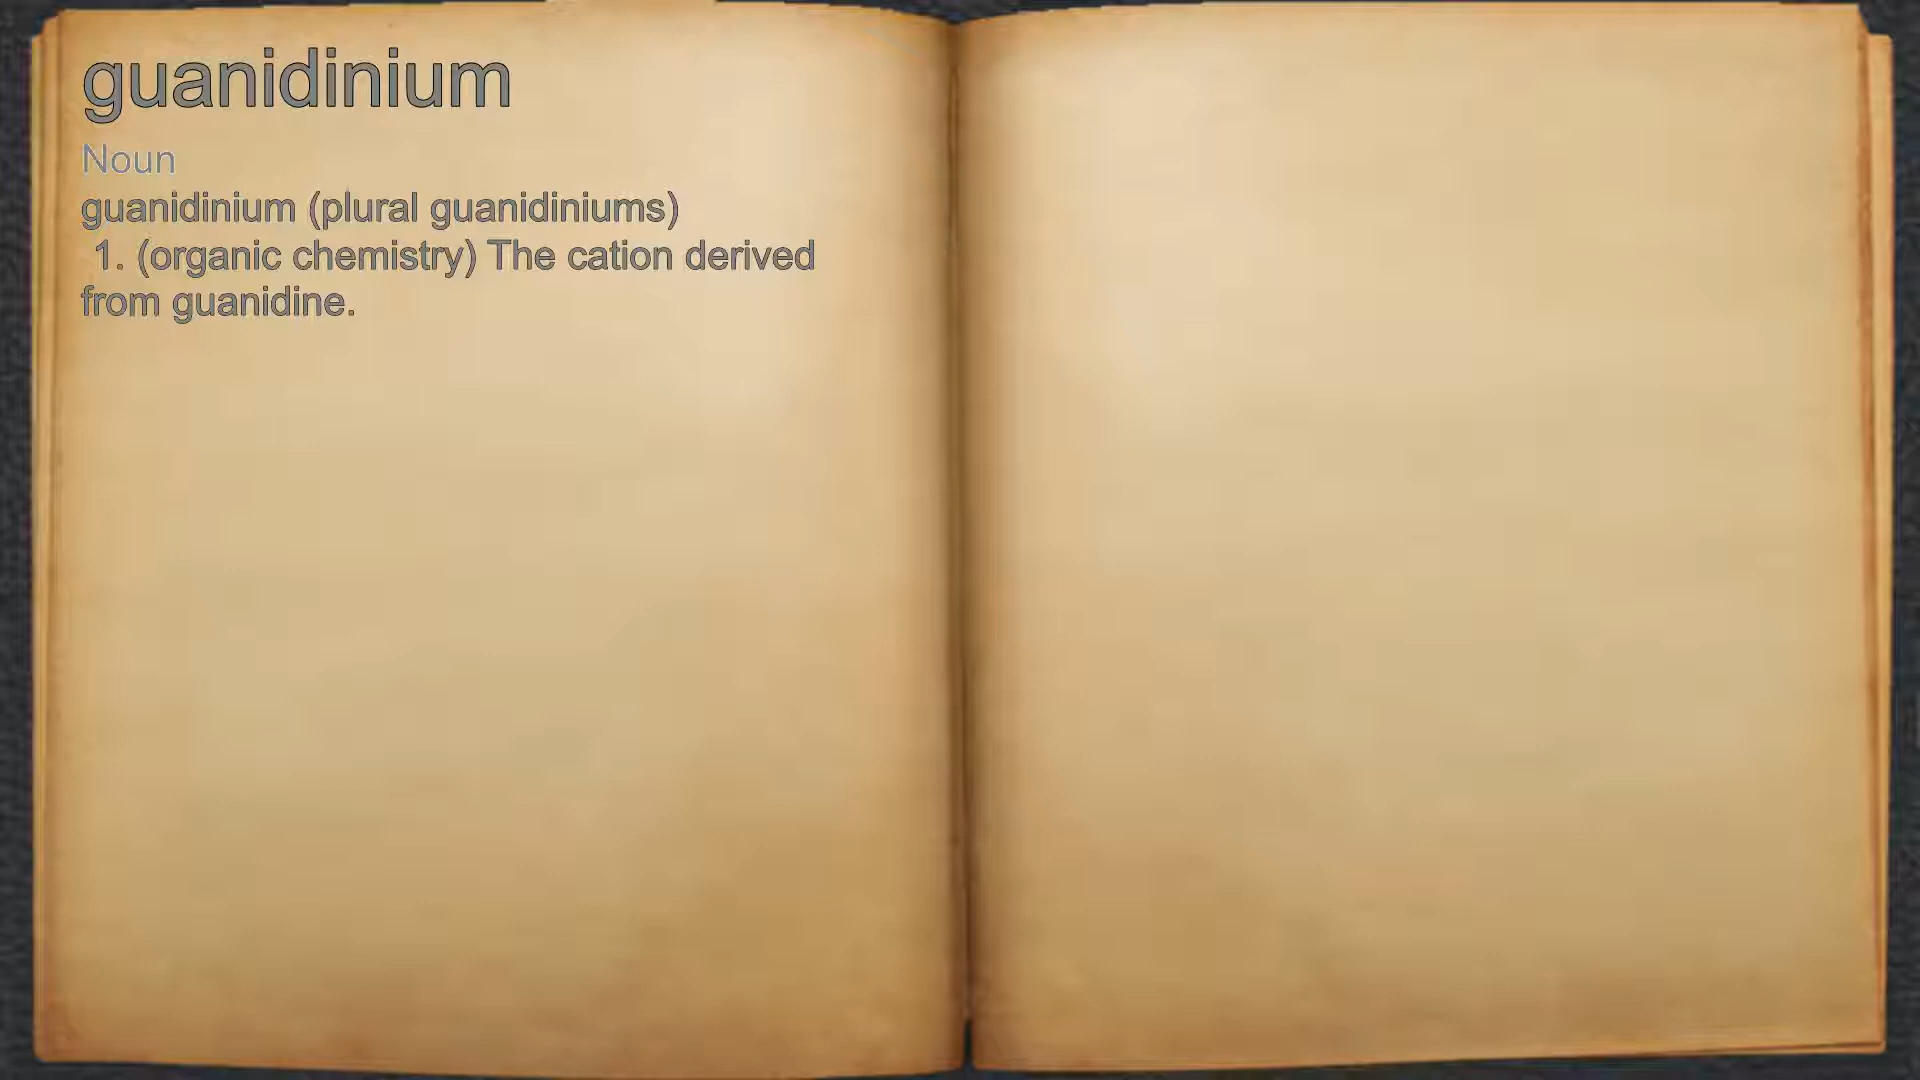 guanidinium
Noun
guanidinium (plural guanidiniums)
1. (organic chemistry) The cation derived
from guanidine.